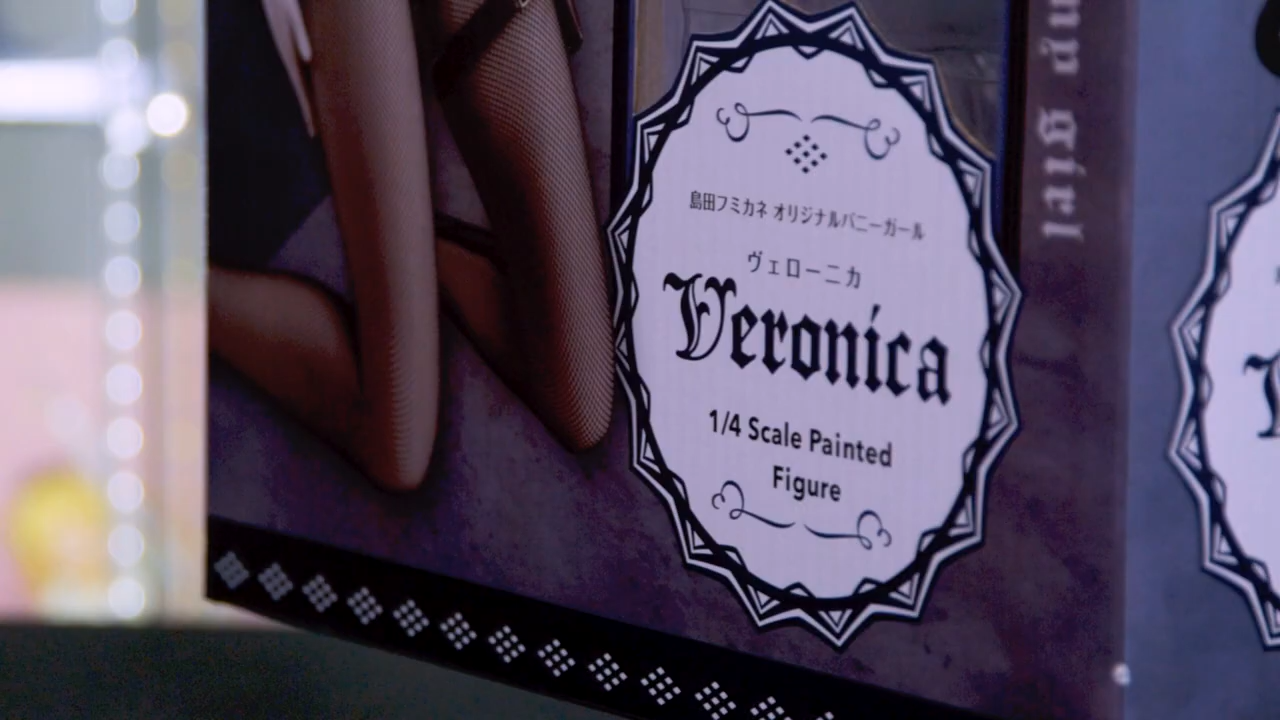 島田フミカネ オリジナルバニーガール
ヴェローニカ
Veronica
1/4 Scale Painted
Figure
girl